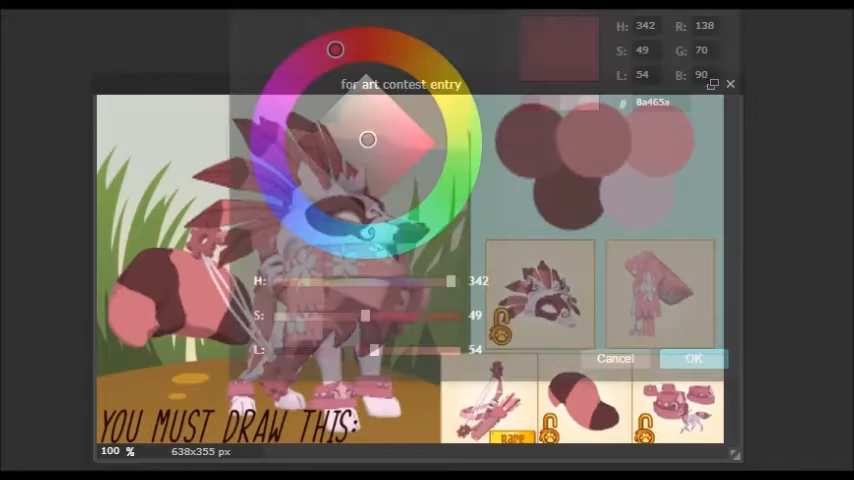 H: 342 R: 138
S: 49 G: 70
L: 54 B: 90
for art contest entry
# 8a465a
H: 342
S: 49
L: 54
Cancel OK
YOU MUST DRAW THIS:
Rare
100 % 638x355 px